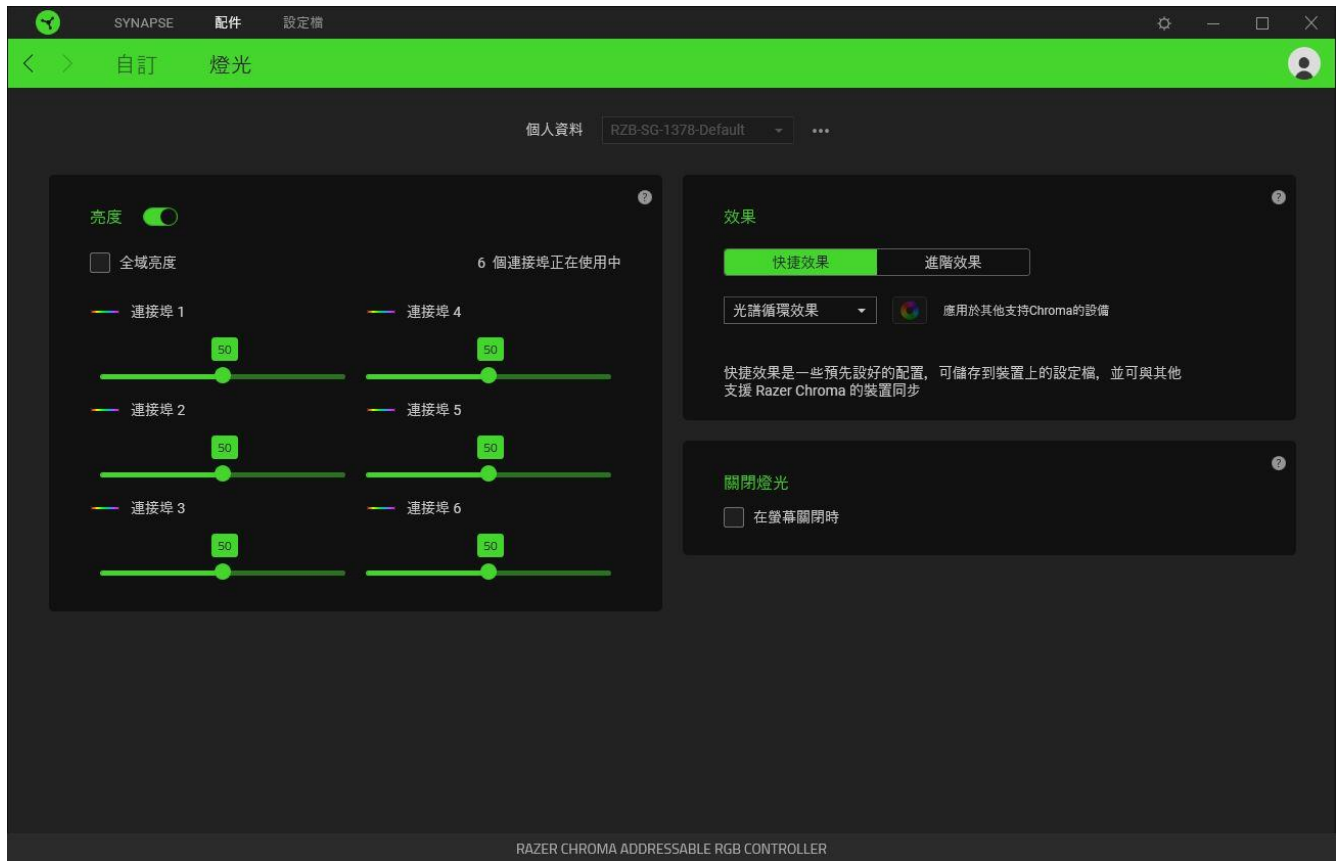 SYNAPSE 配件 設定檔
自訂 燈光
個人資料 RZB-SG-1378-Default
亮度
全域亮度 6 個連接埠正在使用中
連接埠 1 連接埠 4
50 50
連接埠 2 連接埠 5
50 50
連接埠 3 連接埠 6
50 50
效果
快捷效果 進階效果
光譜循環效果 應用於其他支持Chroma的設備
快捷效果是一些預先設好的配置，可儲存到裝置上的設定檔，並可與其他
支援 Razer Chroma 的裝置同步
關閉燈光
在螢幕關閉時
RAZER CHROMA ADDRESSABLE RGB CONTROLLER